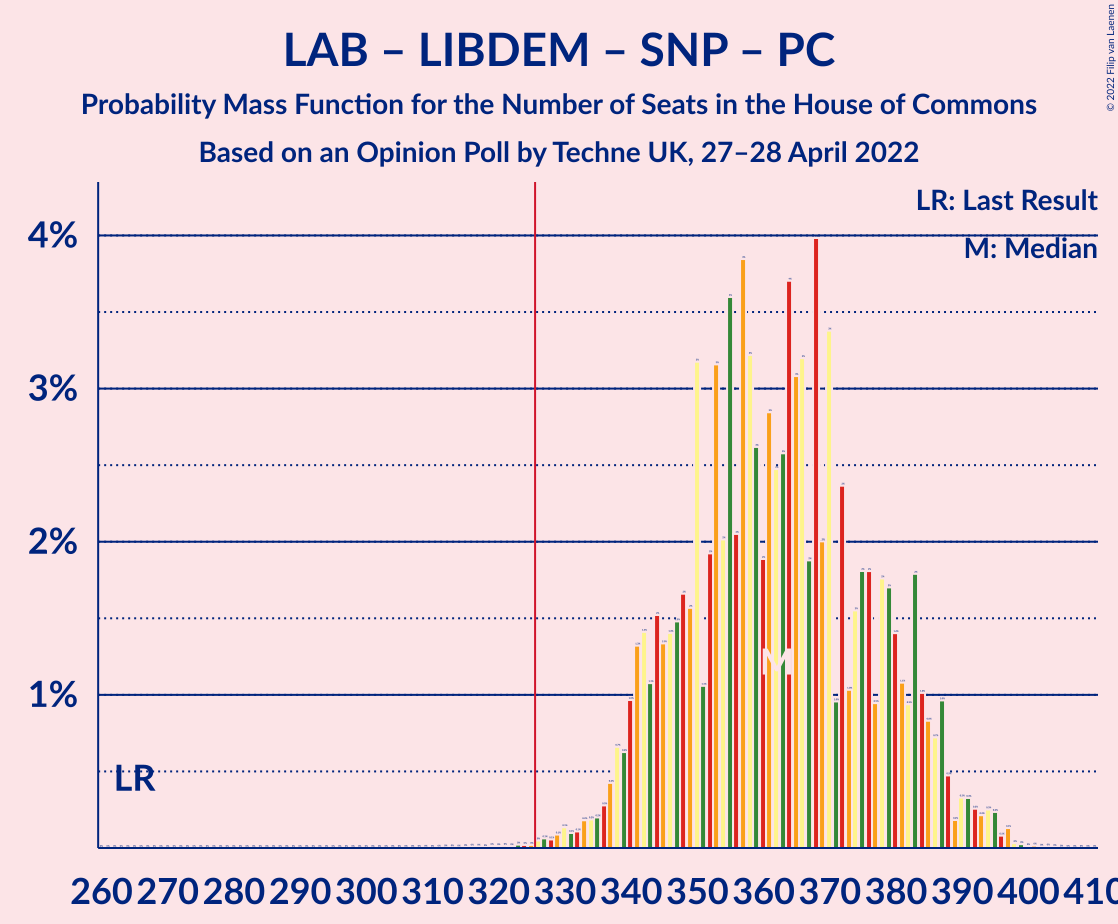 LAB – LIBDEM – SNP – PC
Probability Mass Function for the Number of Seats in the House of Commons
Based on an Opinion Poll by Techne UK, 27–28 April 2022
© 2022 Filip van Laenen
LR: Last Result
M: Median
4%
3%
2%
1%
M
LR
260 270 280 290 300 310 320 330 340 350 360 370 380 390 400 410